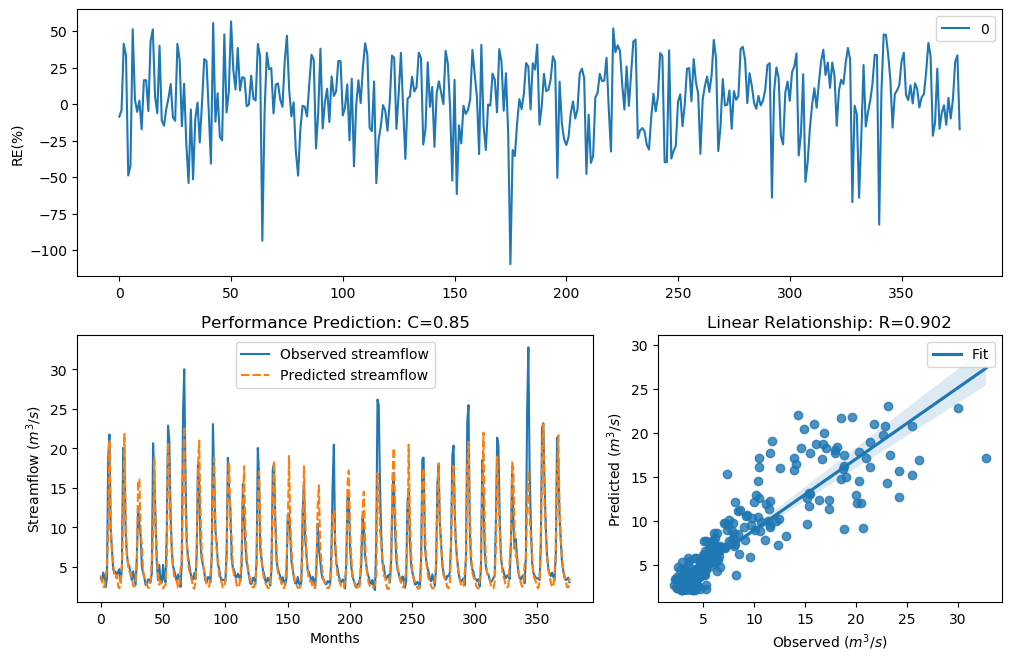 50
25
0
-25
-50
-75
-100
RE(%)
0
0 50 100 150 200 250 300 350
Performance Prediction: C=0.85
Observed streamflow
Predicted streamflow
30
25
20
15
10
5
Streamflow (m³/s)
0 50 100 150 200 250 300 350
Months
Linear Relationship: R=0.902
Fit
30
25
20
15
10
5
Predicted (m³/s)
5 10 15 20 25 30
Observed (m³/s)